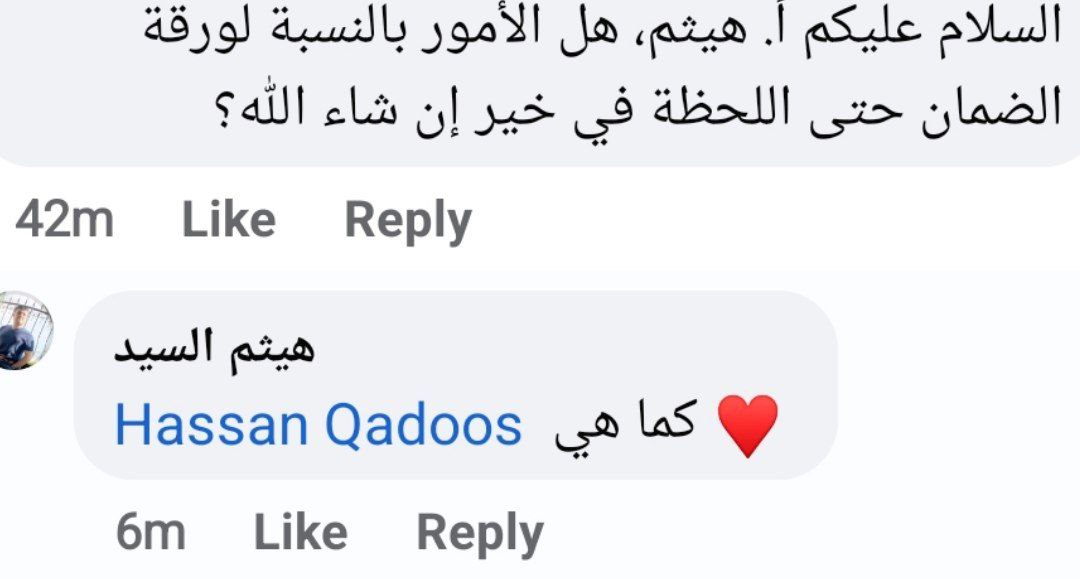 السلام عليكم أ. هيثم، هل الأمور بالنسبة لورقة
الضمان حتى اللحظة في خير إن شاء الله؟
42m Like Reply
هيثم السيد
Hassan Qadoos كما هي ❤️
6m Like Reply